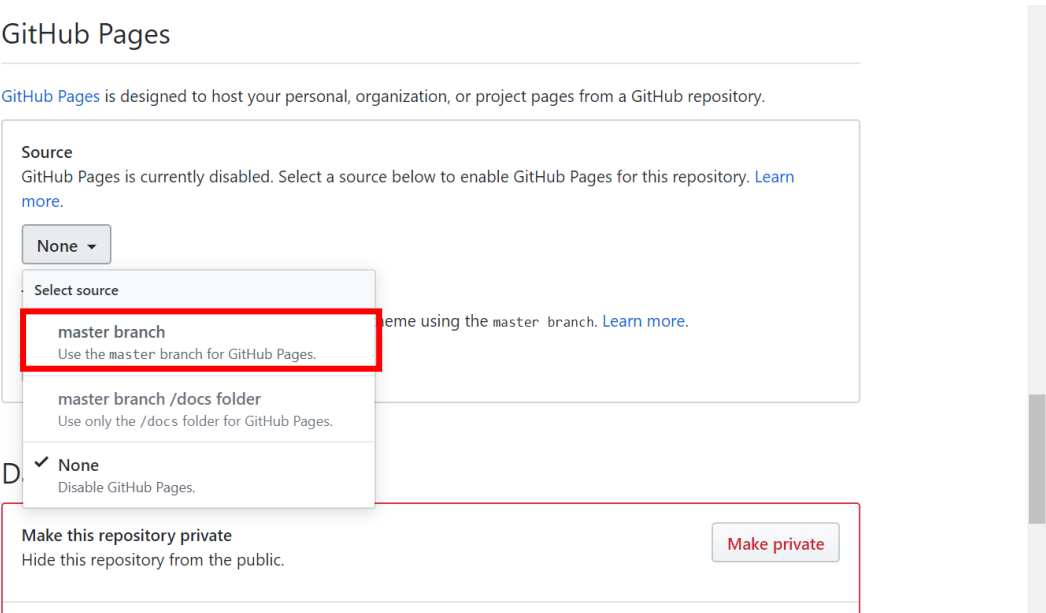 GitHub Pages
GitHub Pages is designed to host your personal, organization, or project pages from a GitHub repository.
Source
GitHub Pages is currently disabled. Select a source below to enable GitHub Pages for this repository. Learn
more.
None
Select source
master branch
Use the master branch for GitHub Pages.
using the master branch. Learn more.
master branch /docs folder
Use only the /docs folder for GitHub Pages.
None
Disable GitHub Pages.
Make this repository private
Hide this repository from the public.
Make private